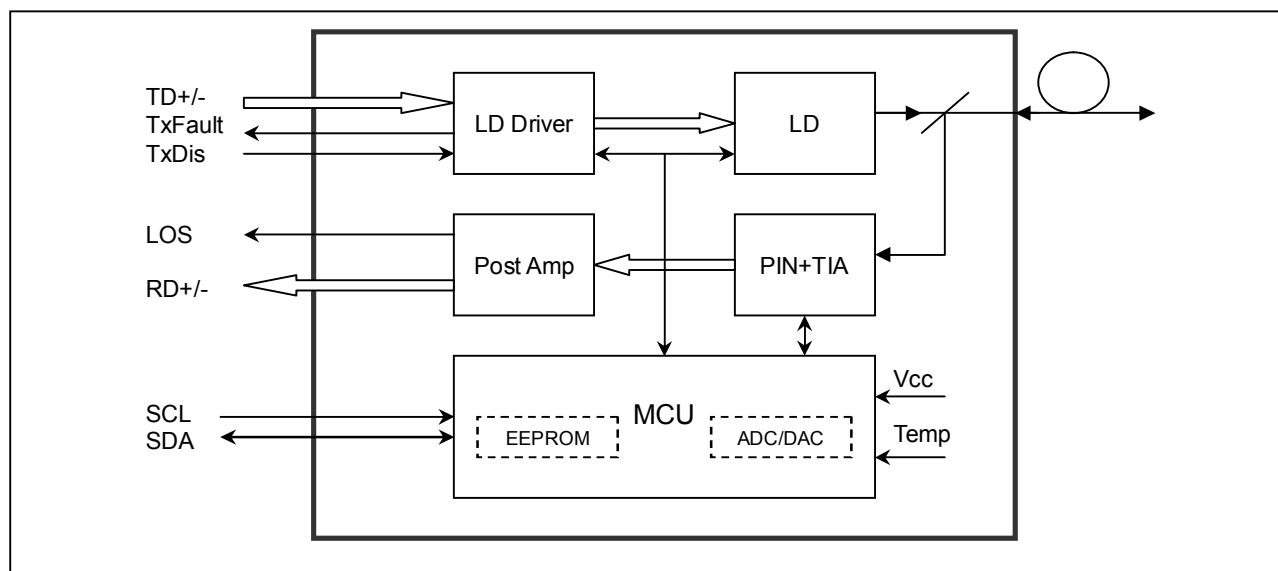 TD+/-
TxFault
TxDis
LD Driver
LD
LOS
RD+/-
Post Amp
PIN+TIA
SCL
SDA
MCU
EEPROM
ADC/DAC
Vcc
Temp